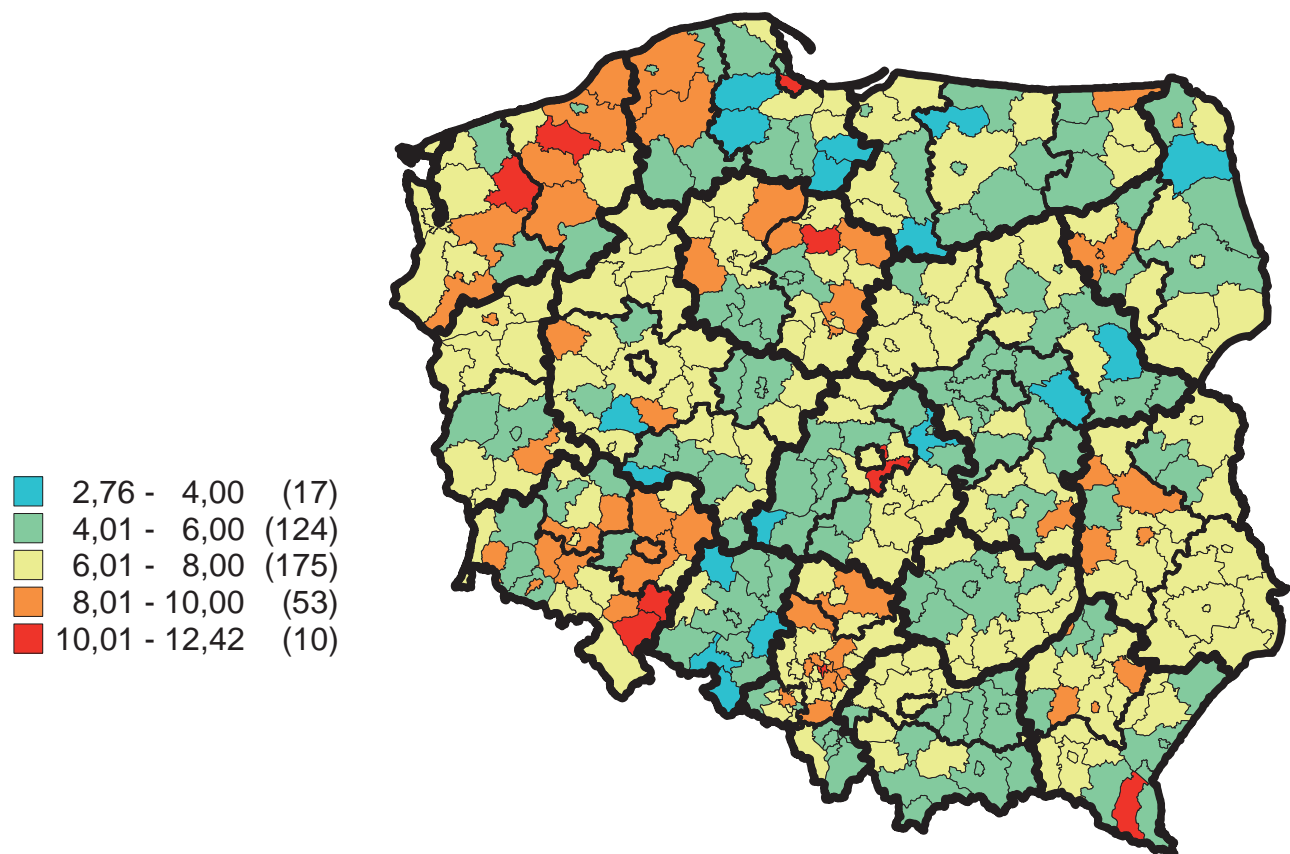 2,76 - 4,00 (17)
4,01 - 6,00 (124)
6,01 - 8,00 (175)
8,01 - 10,00 (53)
10,01 - 12,42 (10)